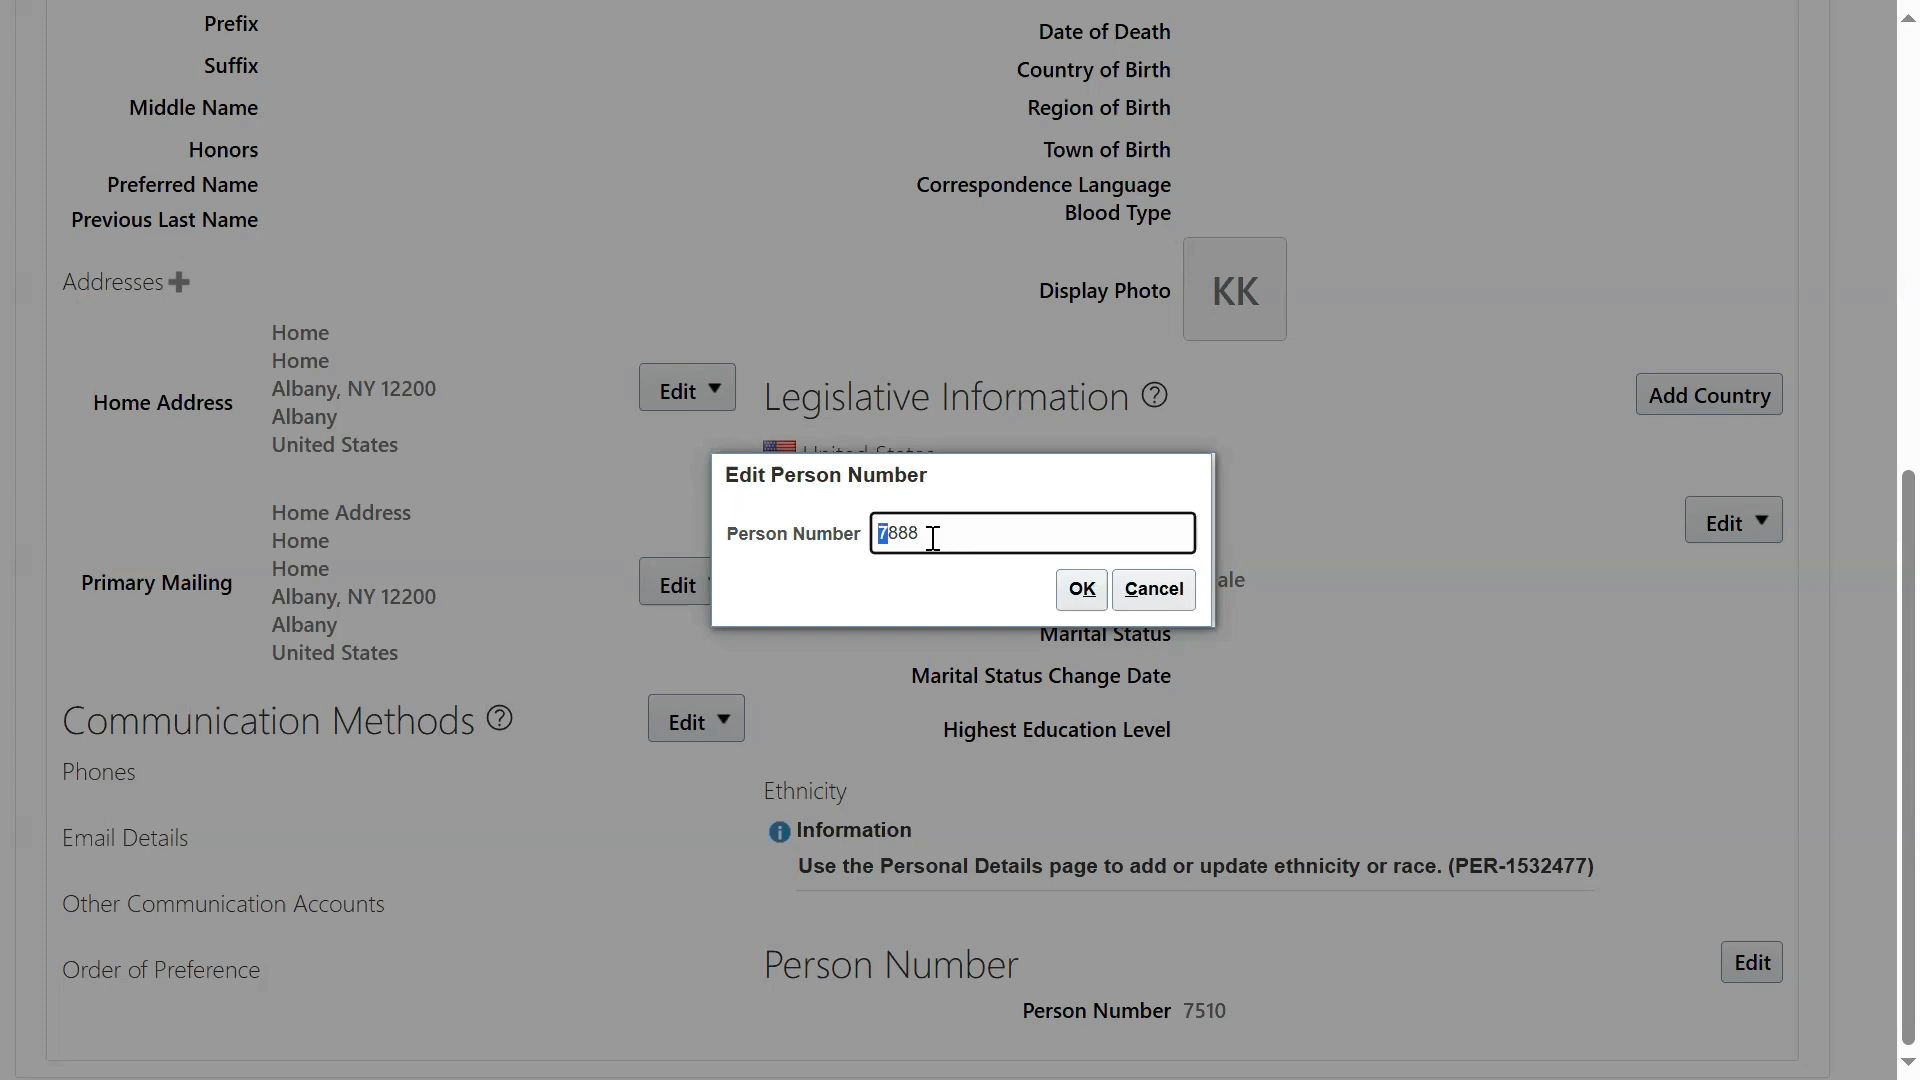 Prefix
Suffix
Middle Name
Honors
Preferred Name
Previous Last Name
Date of Death
Country of Birth
Region of Birth
Town of Birth
Correspondence Language
Blood Type
Display Photo
KK
Addresses
Home Address
Home
Home
Albany, NY 12200
Albany
United States
Edit
Primary Mailing
Home Address
Home
Home
Albany, NY 12200
Albany
United States
Edit
Communication Methods
Edit
Phones
Email Details
Other Communication Accounts
Order of Preference
Legislative Information
Add Country
United States
Edit
Edit Person Number
Person Number 7888
OK
Cancel
ale
Marital Status
Marital Status Change Date
Highest Education Level
Ethnicity
Information
Use the Personal Details page to add or update ethnicity or race. (PER-1532477)
Person Number
Edit
Person Number 7510